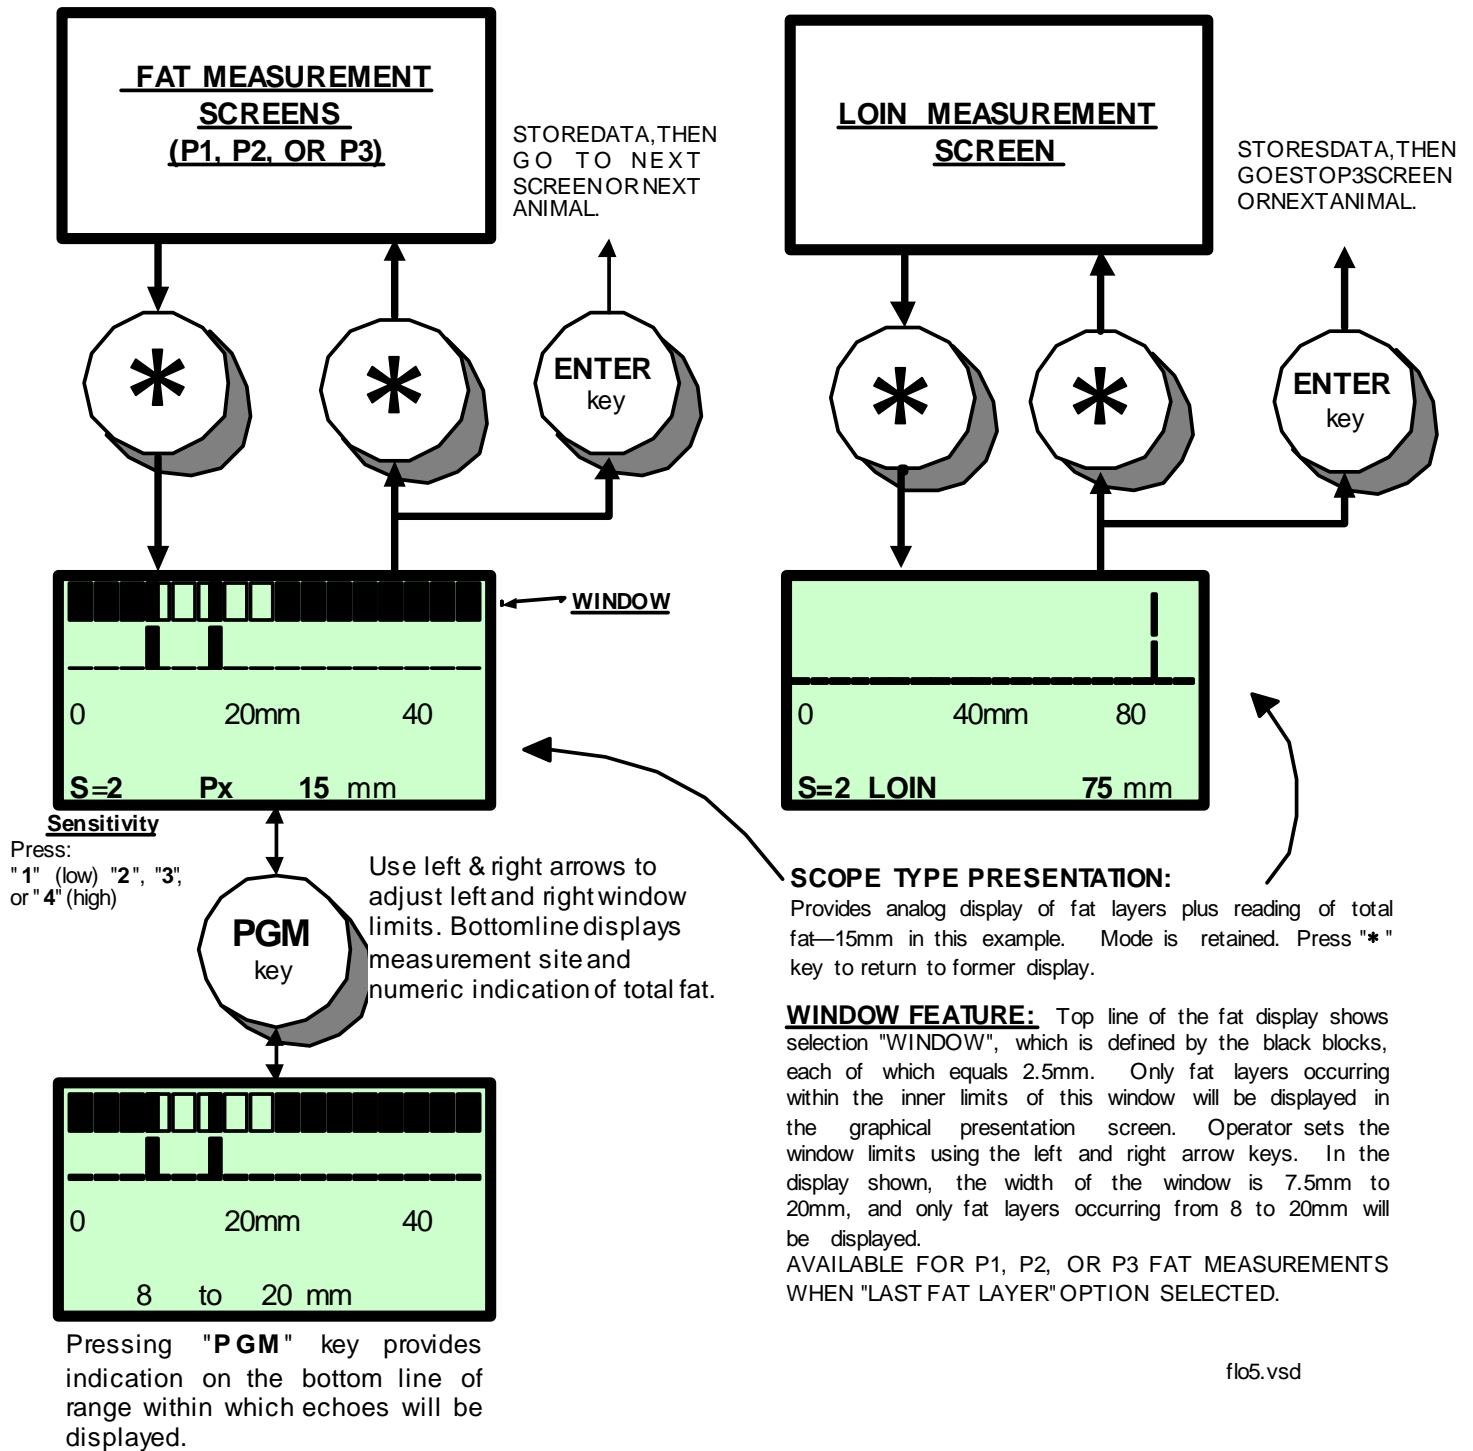 FAT MEASUREMENT
SCREENS
(P1, P2, OR P3)
STOREDATA,THEN
GO TO NEXT
SCREEN OR NEXT
ANIMAL.
LOIN MEASUREMENT
SCREEN
STORESDATA,THEN
GOESTOP3SCREEN
ORNEXTANIMAL.
*
*
ENTER
key
*
*
ENTER
key
WINDOW
0 20mm 40
S=2 Px 15 mm
0 40mm 80
S=2 LOIN 75 mm
Sensitivity
Press:
"1" (low) "2", "3",
or "4" (high)
PGM
key
Use left & right arrows to
adjust left and right window
limits. Bottom line displays
measurement site and
numeric indication of total fat.
SCOPE TYPE PRESENTATION:
Provides analog display of fat layers plus reading of total
fat—15mm in this example. Mode is retained. Press "*"
key to return to former display.
WINDOW FEATURE: Top line of the fat display shows
selection "WINDOW", which is defined by the black blocks,
each of which equals 2.5mm. Only fat layers occurring
within the inner limits of this window will be displayed in
the graphical presentation screen. Operator sets the
window limits using the left and right arrow keys. In the
display shown, the width of the window is 7.5mm to
20mm, and only fat layers occurring from 8 to 20mm will
be displayed.
AVAILABLE FOR P1, P2, OR P3 FAT MEASUREMENTS
WHEN "LAST FAT LAYER" OPTION SELECTED.
0 20mm 40
8 to 20 mm
Pressing "PGM" key provides
indication on the bottom line of
range within which echoes will be
displayed.
flo5.vsd